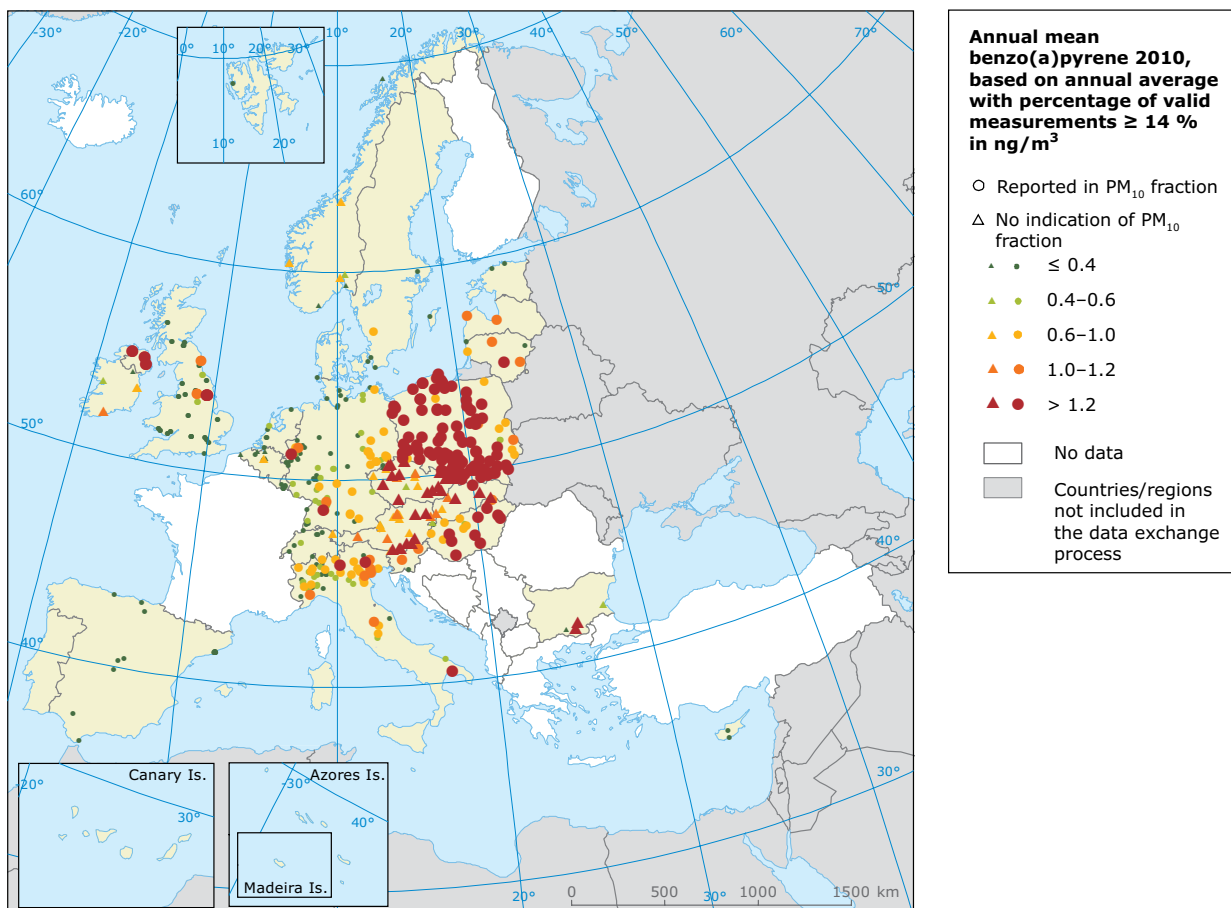 -30°
-20°
-10°
0°
10°
20°
30°
40°
50°
60°
70°
0°
10°
20°
30°
10°
20°
60°
50°
50°
40°
40°
30°
20°
30°
Canary Is.
-20°
30°
Azores Is.
-30°
40°
Madeira Is.
0 500 1000 1500 km
Annual mean
benzo(a)pyrene 2010,
based on annual average
with percentage of valid
measurements ≥ 14 %
in ng/m³
Reported in PM₁₀ fraction
No indication of PM₁₀
fraction
≤ 0.4
0.4–0.6
0.6–1.0
1.0–1.2
> 1.2
No data
Countries/regions
not included in
the data exchange
process